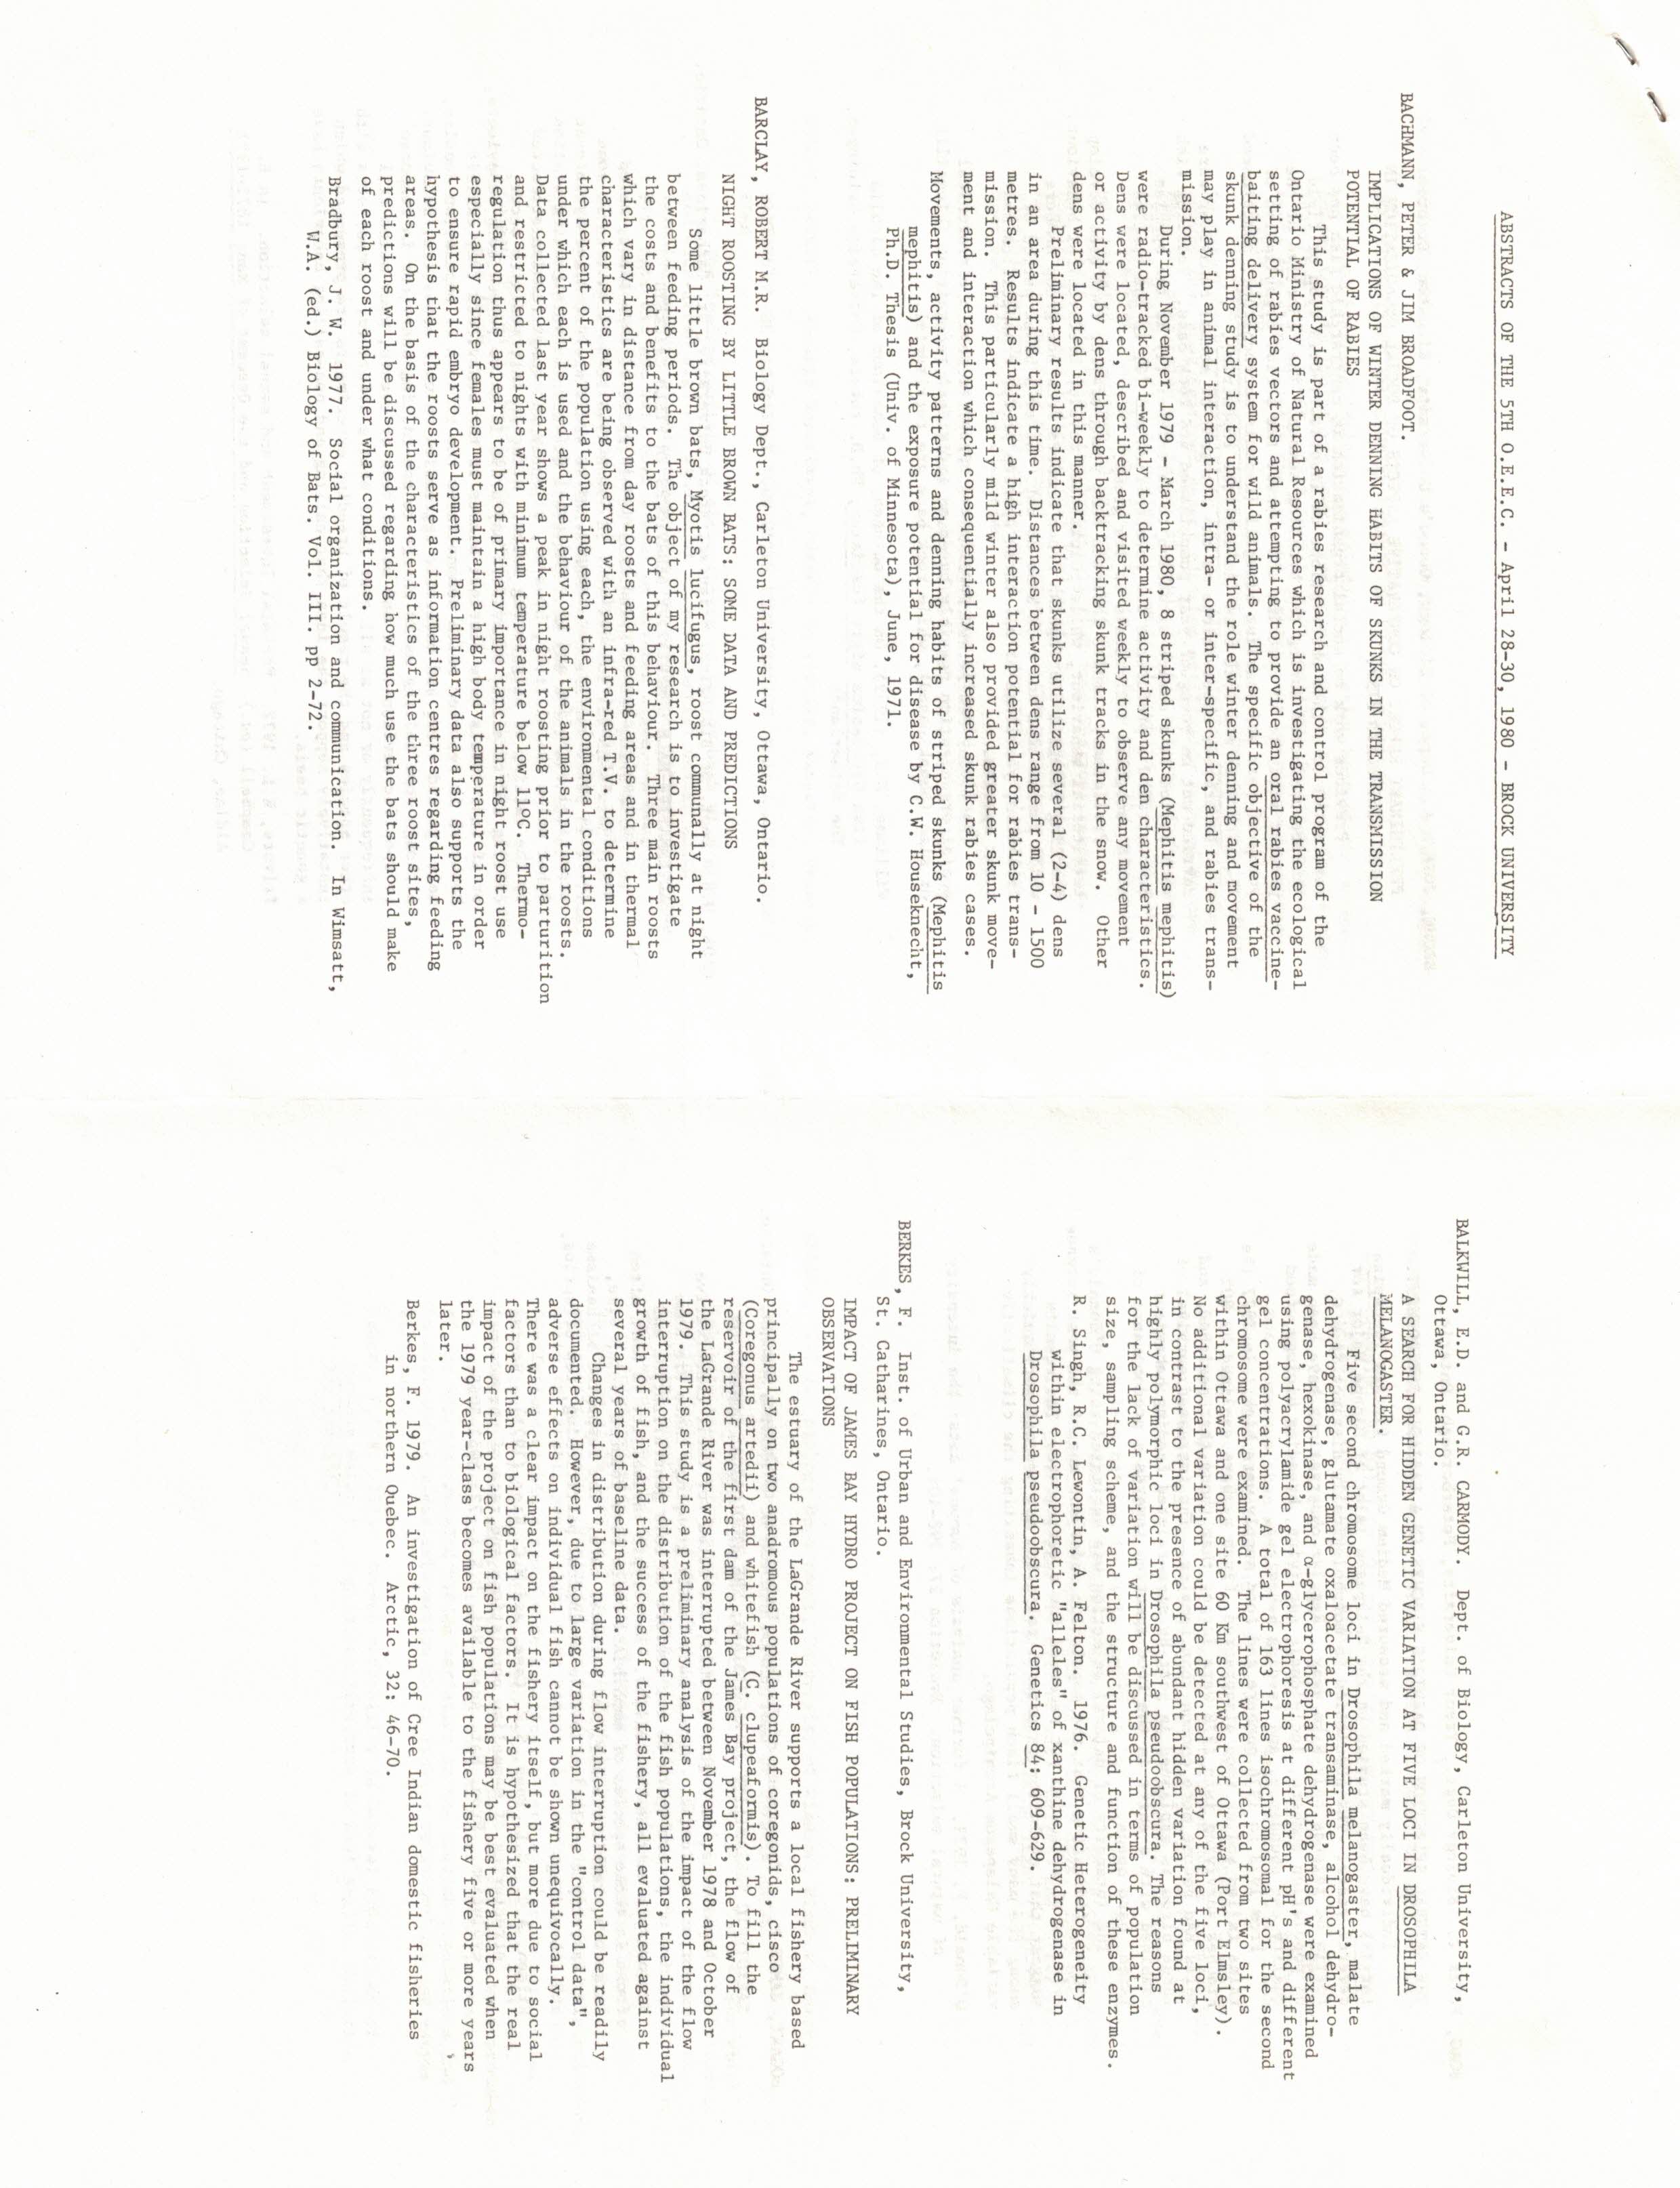 ABSTRACTS OF THE 5TH O.E.E.C. - April 28-30, 1980 - BROCK UNIVERSITY
BACHMANN, PETER & JIM BROADFOOT.
IMPLICATIONS OF WINTER DENNING HABITS OF SKUNKS IN THE TRANSMISSION
POTENTIAL OF RABIES
This study is part of a rabies research and control program of the
Ontario Ministry of Natural Resources which is investigating the ecological
setting of rabies vectors and attempting to provide an oral rabies vaccine-
baiting delivery system for wild animals. The specific objective of the
skunk denning study is to understand the role winter denning and movement
may play in animal interaction, intra- or inter-specific, and rabies trans-
mission.
During November 1979 - March 1980, 8 striped skunks (Mephitis mephitis)
were radio-tracked bi-weekly to determine activity and den characteristics.
Dens were located, described and visited weekly to observe any movement
or activity by dens through backtracking skunk tracks in the snow. Other
dens were located in this manner.
Preliminary results indicate that skunks utilize several (2-4) dens
in an area during this time. Distances between dens range from 10 - 1500
metres. Results indicate a high interaction potential for rabies trans-
mission. This particularly mild winter also provided greater skunk move-
ment and interaction which consequentially increased skunk rabies cases.
Movements, activity patterns and denning habits of striped skunks (Mephitis
mephitis) and the exposure potential for disease by C.W. Houseknecht,
Ph.D. Thesis (Univ. of Minnesota), June, 1971.
BARCLAY, ROBERT M.R. Biology Dept., Carleton University, Ottawa, Ontario.
NIGHT ROOSTING BY LITTLE BROWN BATS: SOME DATA AND PREDICTIONS
Some little brown bats, Myotis lucifugus, roost communally at night
between feeding periods. The object of my research is to investigate
the costs and benefits to the bats of this behaviour. Three main roosts
which vary in distance from day roosts and feeding areas and in thermal
characteristics are being observed with an infra-red T.V. to determine
the percent of the population using each, the environmental conditions
under which each is used and the behaviour of the animals in the roosts.
Data collected last year shows a peak in night roosting prior to parturition
and restricted to nights with minimum temperature below 11°C. Thermo-
regulation thus appears to be of primary importance in night roost use
especially since females must maintain a high body temperature in order
to ensure rapid embryo development. Preliminary data also supports the
hypothesis that the roosts serve as information centres regarding feeding
areas. On the basis of the characteristics of the three roost sites,
predictions will be discussed regarding how much use the bats should make
of each roost and under what conditions.
Bradbury, J. W. 1977. Social organization and communication. In Wimsatt,
W.A. (ed.) Biology of Bats. Vol. III. pp 2-72.
BALKWILL, E.D. and G.R. CARMODY. Dept. of Biology, Carleton University,
Ottawa, Ontario.
A SEARCH FOR HIDDEN GENETIC VARIATION AT FIVE LOCI IN DROSOPHILA
MELANOGASTER.
Five second chromosome loci in Drosophila melanogaster, malate
dehydrogenase, glutamate oxaloacetate transaminase, alcohol dehydro-
genase, hexokinase, and α-glycerophosphate dehydrogenase were examined
using polyacrylamide gel electrophoresis at different pH's and different
gel concentrations. A total of 163 lines isochromosomal for the second
chromosome were examined. The lines were collected from two sites
within Ottawa and one site 60 Km southwest of Ottawa (Port Elmsley).
No additional variation could be detected at any of the five loci,
in contrast to the presence of abundant hidden variation found at
highly polymorphic loci in Drosophila pseudoobscura. The reasons
for the lack of variation will be discussed in terms of population
size, sampling scheme, and the structure and function of these enzymes.
R. Singh, R.C. Lewontin, A. Felton. 1976. Genetic Heterogeneity
within electrophoretic "alleles" of xanthine dehydrogenase in
Drosophila pseudoobscura. Genetics 84: 609-629.
BERKES, F. Inst. of Urban and Environmental Studies, Brock University,
St. Catharines, Ontario.
IMPACT OF JAMES BAY HYDRO PROJECT ON FISH POPULATIONS: PRELIMINARY
OBSERVATIONS
The estuary of the LaGrande River supports a local fishery based
principally on two anadromous populations of coregonids, cisco
(Coregonus artedii) and whitefish (C. clupeaformis). To fill the
reservoir of the first dam of the James Bay project, the flow of
the LaGrande River was interrupted between November 1978 and October
1979. This study is a preliminary analysis of the impact of the flow
interruption on the distribution of the fish populations, the individual
growth of fish, and the success of the fishery, all evaluated against
several years of baseline data.
Changes in distribution during flow interruption could be readily
documented. However, due to large variation in the "control data",
adverse effects on individual fish cannot be shown unequivocally.
There was a clear impact on the fishery itself, but more due to social
factors than to biological factors. It is hypothesized that the real
impact of the project on fish populations may be best evaluated when
the 1979 year-class becomes available to the fishery five or more years
later.
Berkes, F. 1979. An investigation of Cree Indian domestic fisheries
in northern Quebec. Arctic, 32: 46-70.